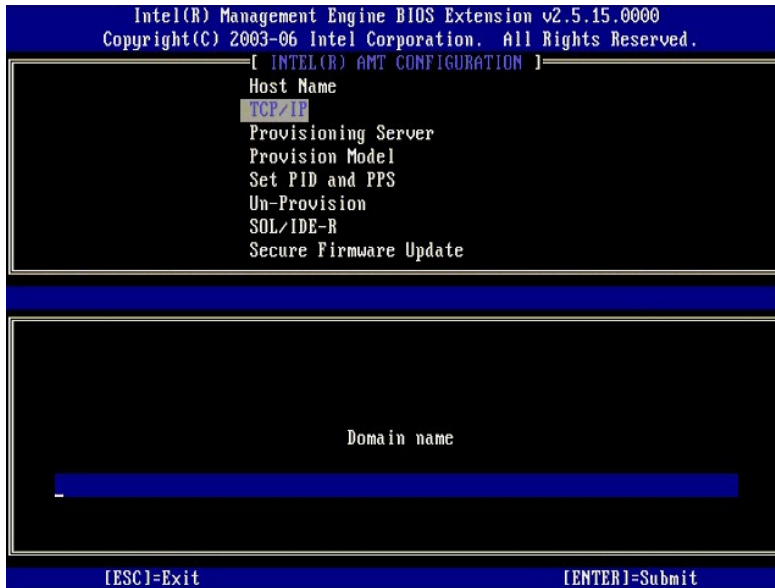 Intel(R) Management Engine BIOS Extension v2.5.15.0000
Copyright(C) 2003-06 Intel Corporation. All Rights Reserved.
[ INTEL(R) AMT CONFIGURATION ]
Host Name
TCP/IP
Provisioning Server
Provision Model
Set PID and PPS
Un-Provision
SOL/IDE-R
Secure Firmware Update
Domain name
[ESC]=Exit [ENTER]=Submit